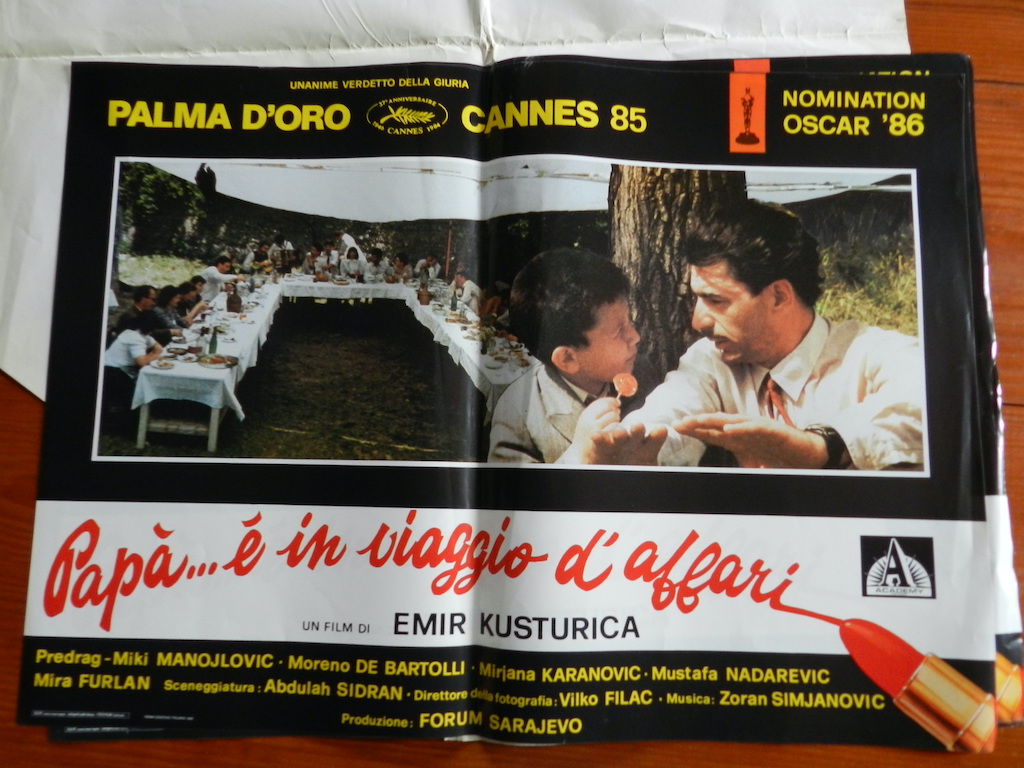 UNANIME VERDETTO DELLA GIURIA
PALMA D'ORO
CANNES 85
NOMINATION
OSCAR '86
Papà... é in viaggio d'affari
ACADEMY
UN FILM DI EMIR KUSTURICA
Predrag-Miki MANOJLOVIC · Moreno DE BARTOLLI · Mirjana KARANOVIC · Mustafa NADAREVIC
Mira FURLAN Sceneggiatura: Abdulah SIDRAN · Direttore della fotografia: Vilko FILAC · Musica: Zoran SIMJANOVIC
Produzione: FORUM SARAJEVO